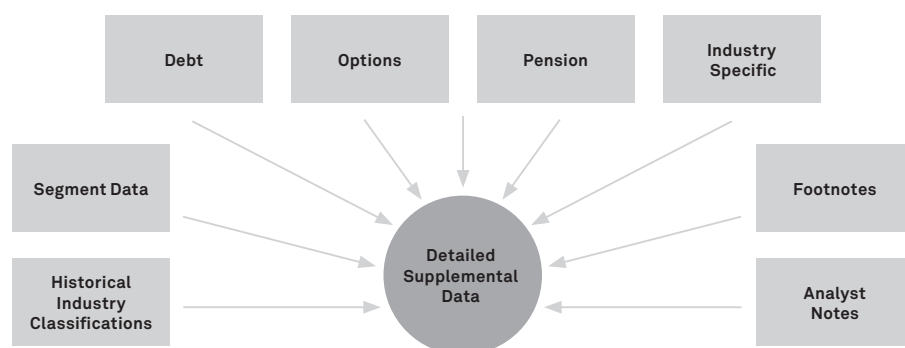 Debt
Options
Pension
Industry
Specific
Segment Data
Footnotes
Detailed
Supplemental
Data
Historical
Industry
Classifications
Analyst
Notes